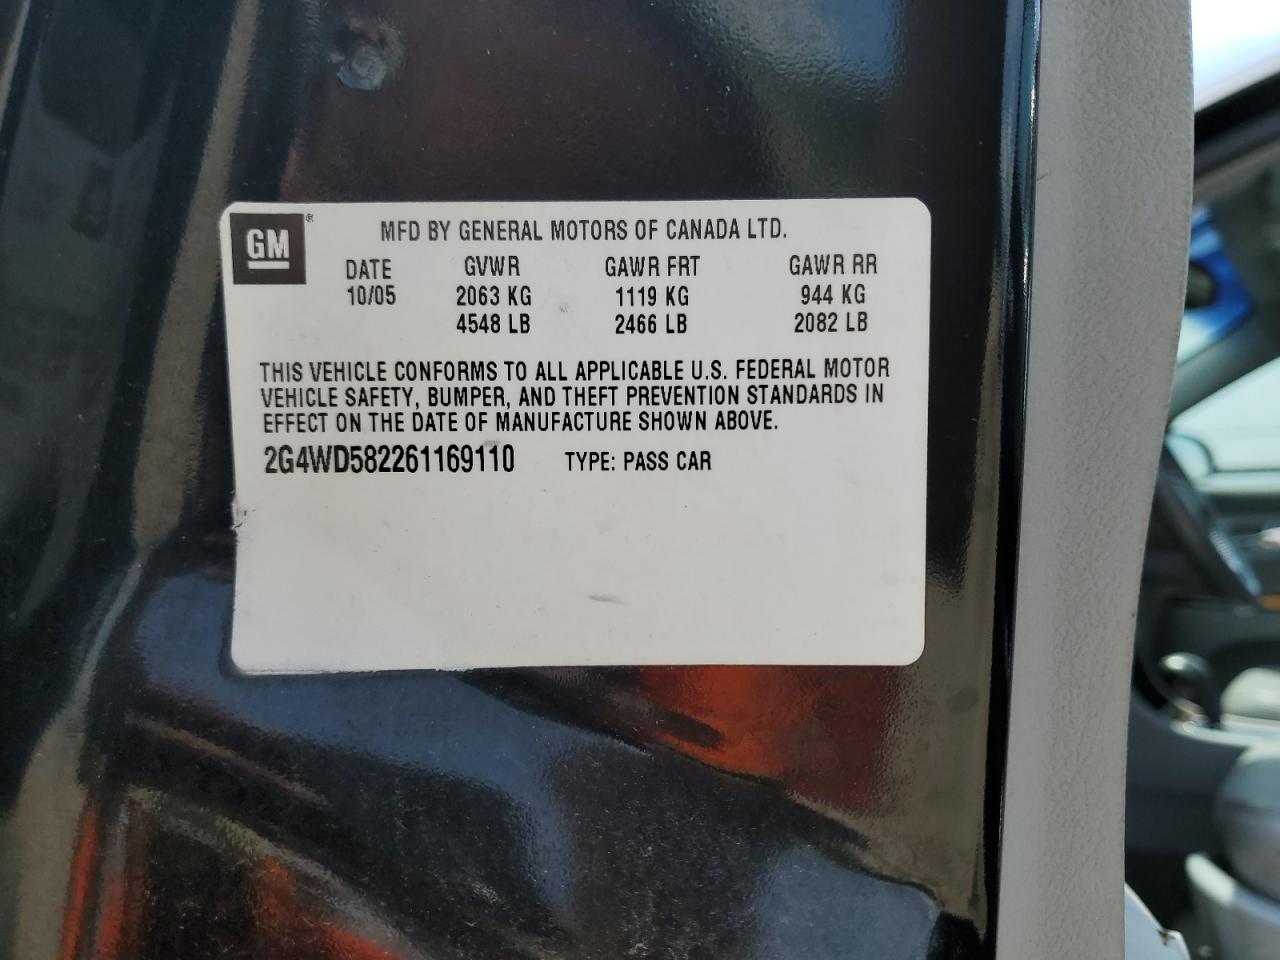 GM ®
MFD BY GENERAL MOTORS OF CANADA LTD.
DATE GVWR GAWR FRT GAWR RR
10/05 2063 KG 1119 KG 944 KG
4548 LB 2466 LB 2082 LB
THIS VEHICLE CONFORMS TO ALL APPLICABLE U.S. FEDERAL MOTOR
VEHICLE SAFETY, BUMPER, AND THEFT PREVENTION STANDARDS IN
EFFECT ON THE DATE OF MANUFACTURE SHOWN ABOVE.
2G4WD582261169110 TYPE: PASS CAR